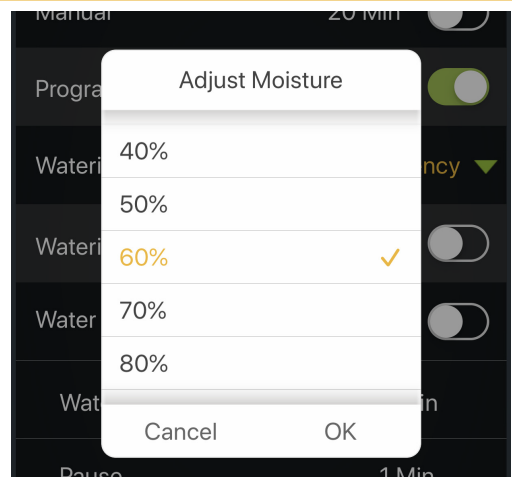 Manual 20 Min
Adjust Moisture
Progra
40%
Wateri ncy
50%
Wateri 60%
70%
Water
80%
Wat in
Cancel OK
Pause 1 Min